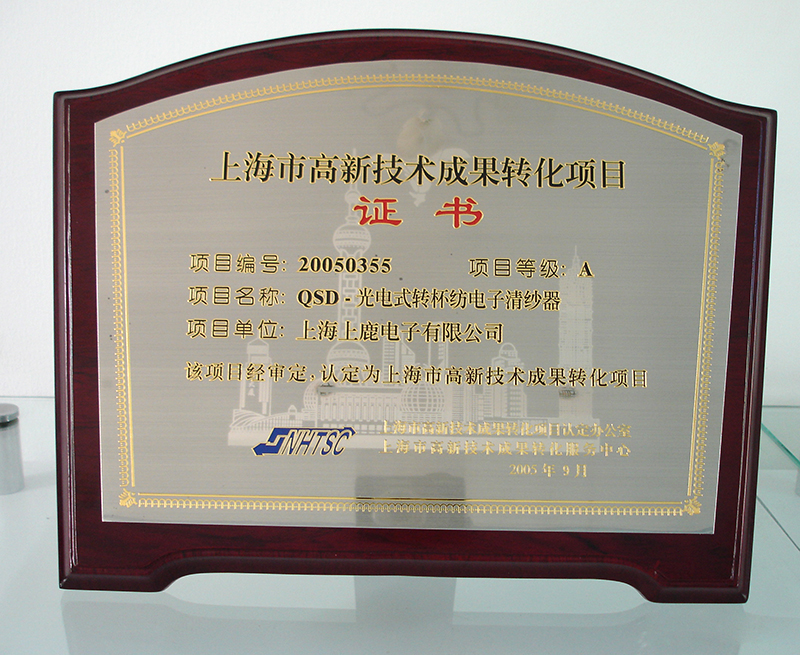 上海市高新技术成果转化项目
证书
项目编号: 20050355 项目等级: A
项目名称: QSD - 光电式转杯纺电子清纱器
项目单位: 上海上鹿电子有限公司
该项目经审定,认定为上海市高新技术成果转化项目
SNHTSC
上海市高新技术成果转化项目认定办公室
上海市高新技术成果转化服务中心
2005 年 9 月